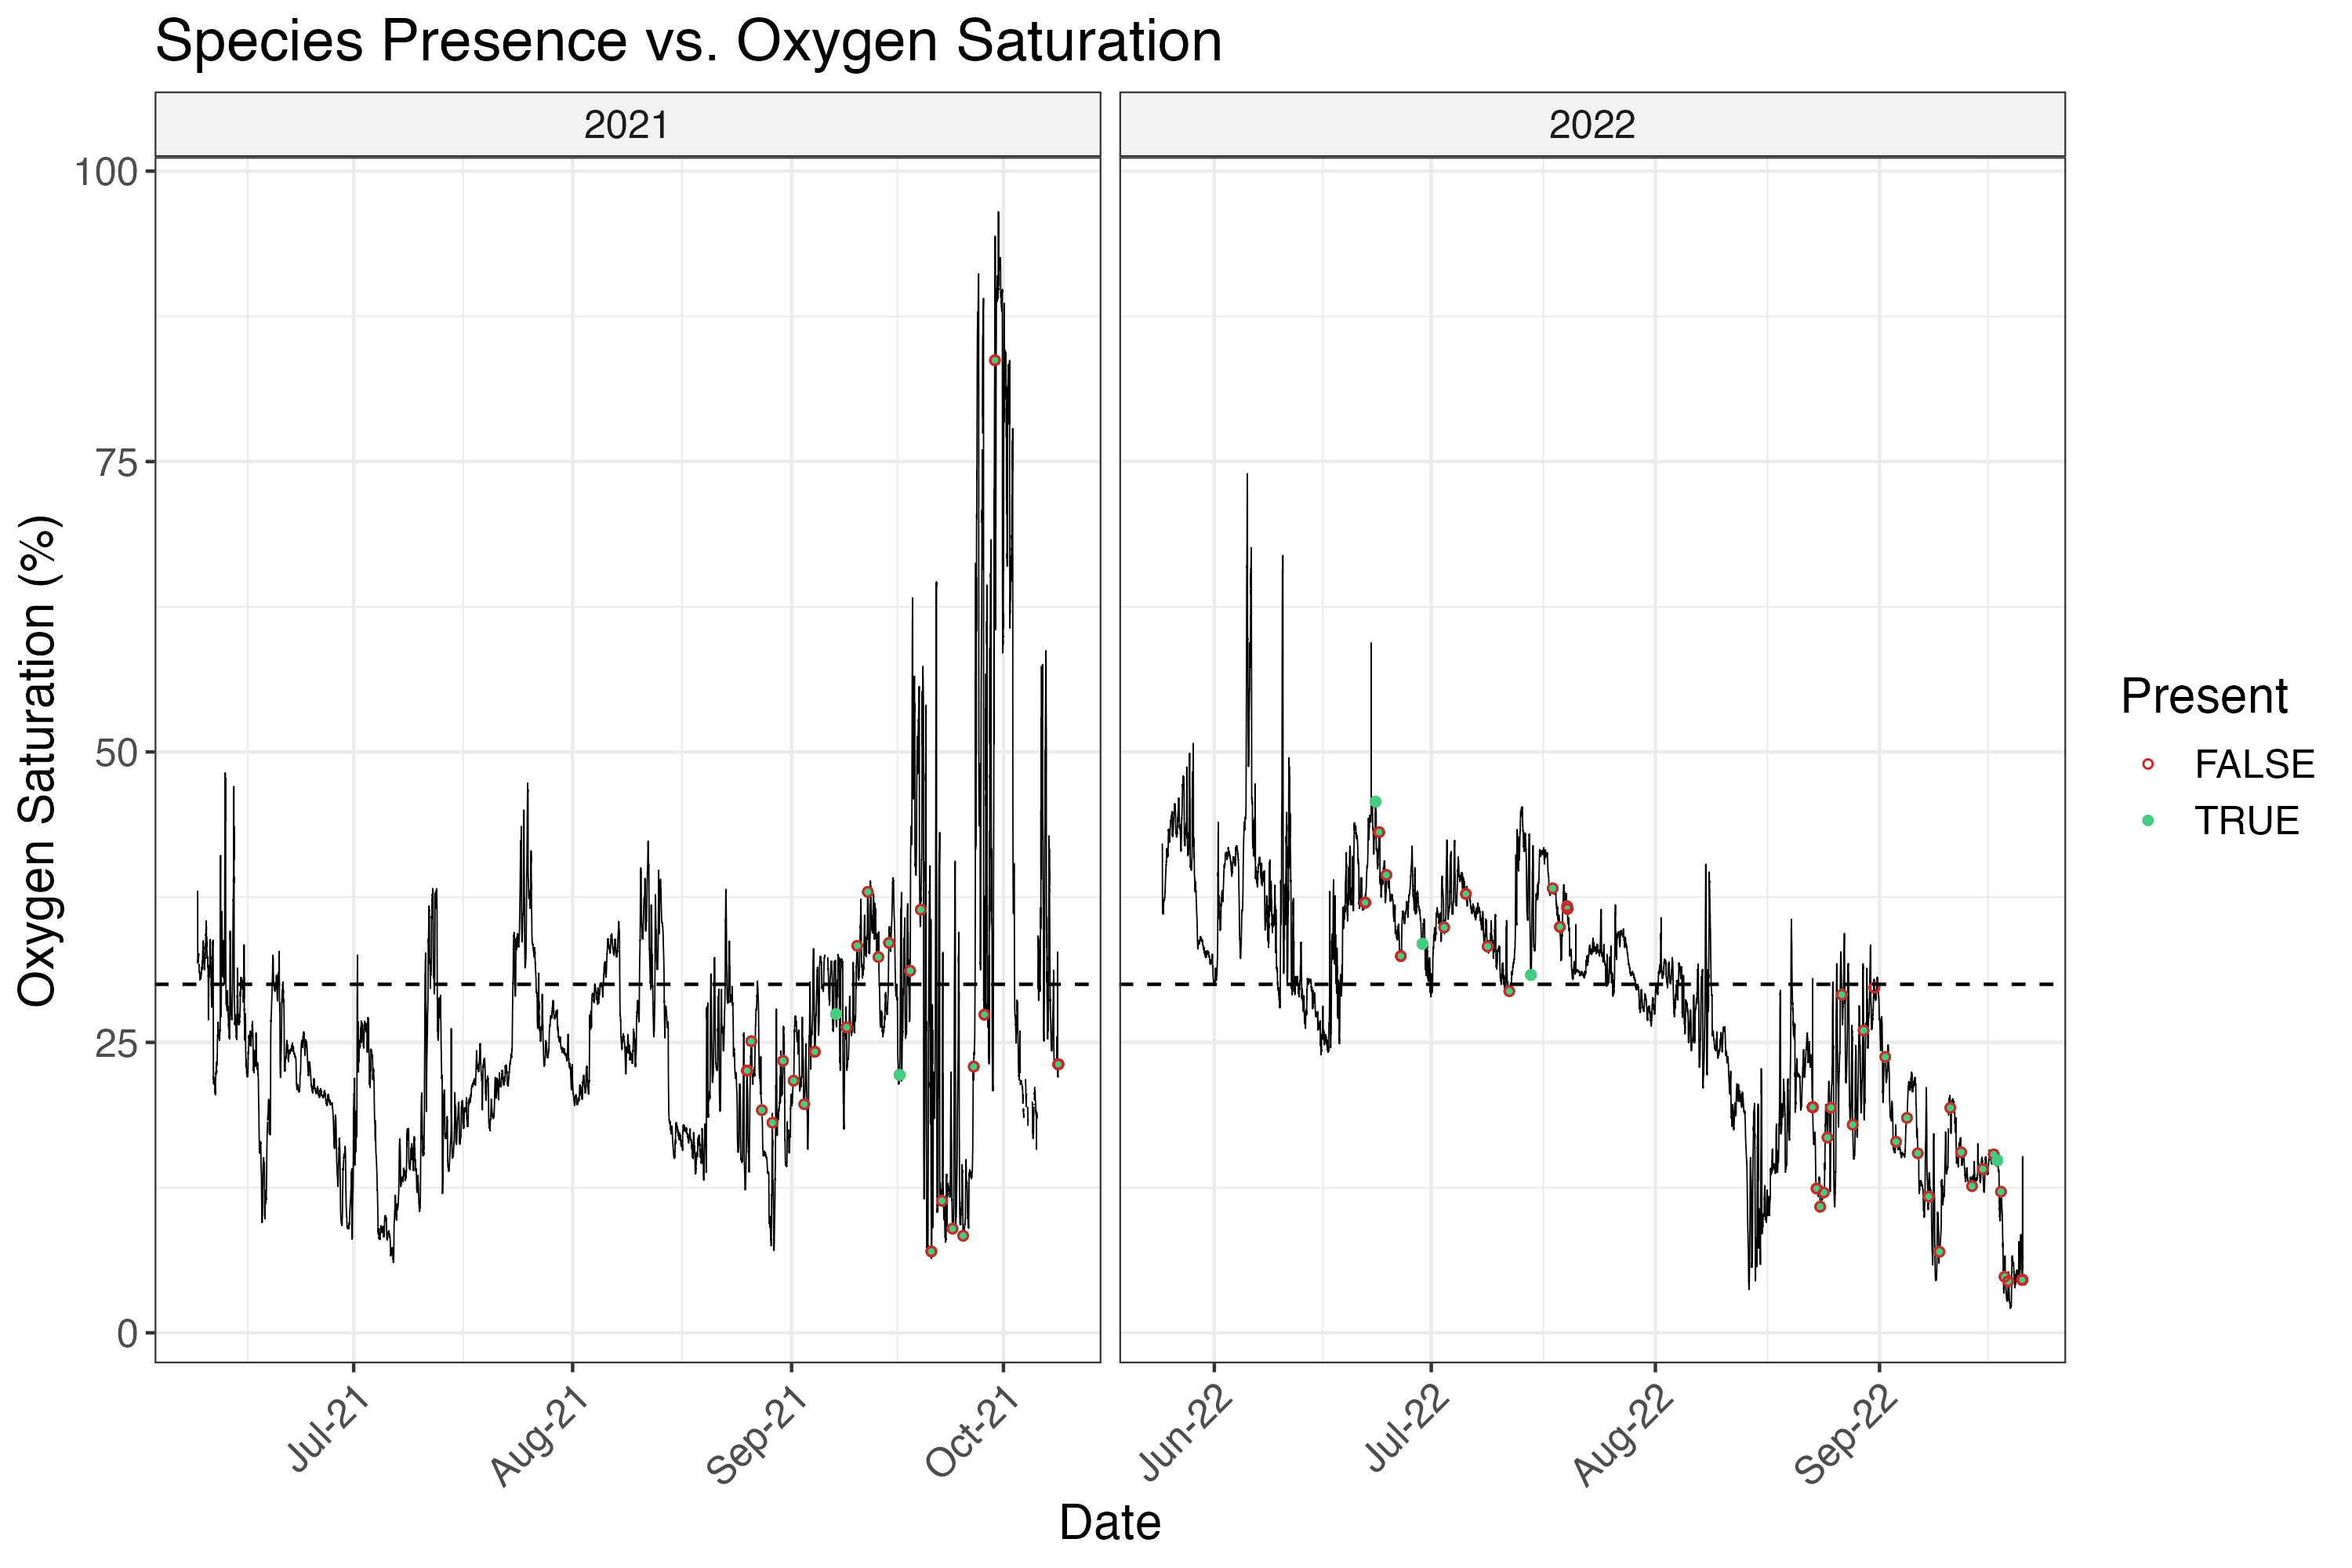 Species Presence vs. Oxygen Saturation
2021
2022
100
75
50
25
0
Oxygen Saturation (%)
Jul-21
Aug-21
Sep-21
Oct-21
Jun-22
Jul-22
Aug-22
Sep-22
Date
Present
FALSE
TRUE